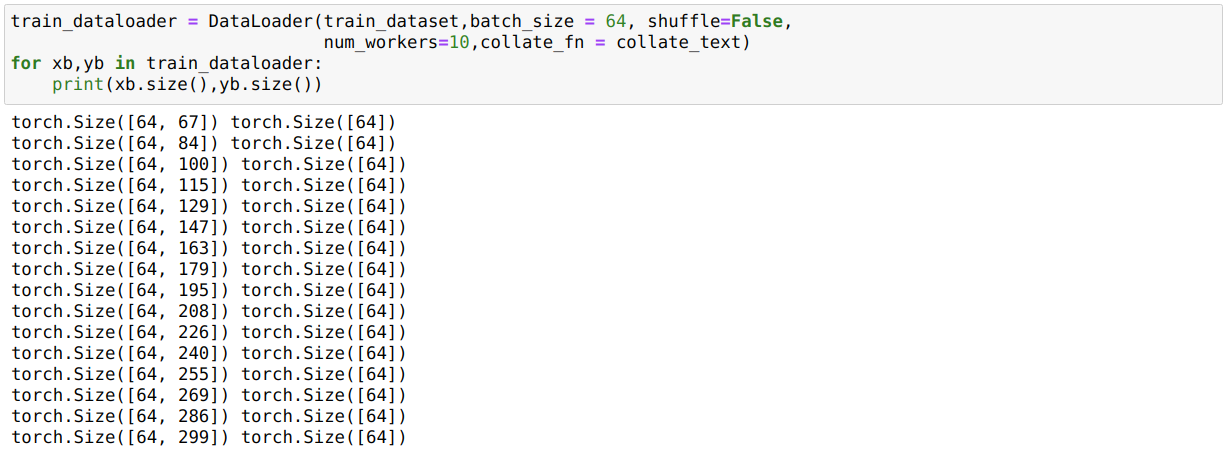 train_dataloader = DataLoader(train_dataset,batch_size = 64, shuffle=False,
num_workers=10,collate_fn = collate_text)
for xb,yb in train_dataloader:
print(xb.size(),yb.size())
torch.Size([64, 67]) torch.Size([64])
torch.Size([64, 84]) torch.Size([64])
torch.Size([64, 100]) torch.Size([64])
torch.Size([64, 115]) torch.Size([64])
torch.Size([64, 129]) torch.Size([64])
torch.Size([64, 147]) torch.Size([64])
torch.Size([64, 163]) torch.Size([64])
torch.Size([64, 179]) torch.Size([64])
torch.Size([64, 195]) torch.Size([64])
torch.Size([64, 208]) torch.Size([64])
torch.Size([64, 226]) torch.Size([64])
torch.Size([64, 240]) torch.Size([64])
torch.Size([64, 255]) torch.Size([64])
torch.Size([64, 269]) torch.Size([64])
torch.Size([64, 286]) torch.Size([64])
torch.Size([64, 299]) torch.Size([64])